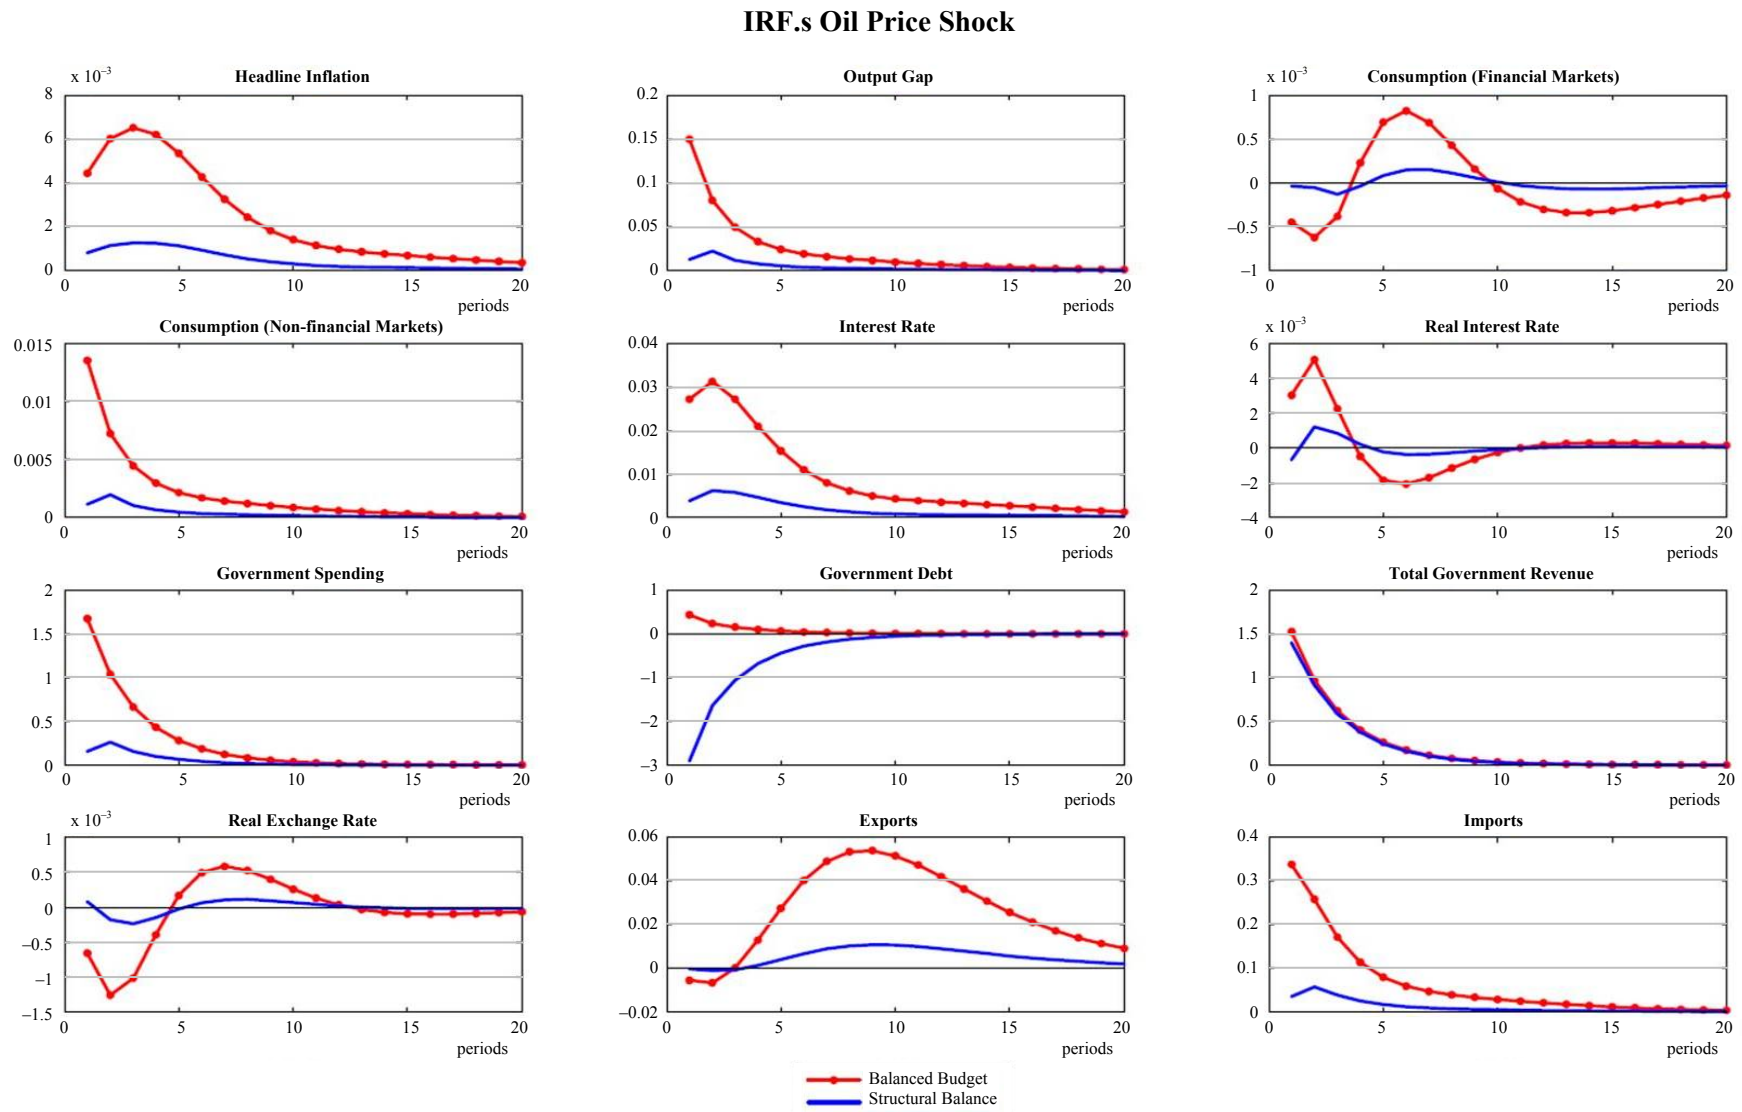 IRF.s Oil Price Shock
x 10⁻³ Headline Inflation
8
6
4
2
0
0 5 10 15 20
periods
Output Gap
0.2
0.15
0.1
0.05
0
0 5 10 15 20
periods
x 10⁻³ Consumption (Financial Markets)
1
0.5
0
–0.5
–1
0 5 10 15 20
periods
Consumption (Non-financial Markets)
0.015
0.01
0.005
0
0 5 10 15 20
periods
Interest Rate
0.04
0.03
0.02
0.01
0
0 5 10 15 20
periods
x 10⁻³ Real Interest Rate
6
4
2
0
–2
–4
0 5 10 15 20
periods
Government Spending
2
1.5
1
0.5
0
0 5 10 15 20
periods
Government Debt
1
0
–1
–2
–3
0 5 10 15 20
periods
Total Government Revenue
2
1.5
1
0.5
0
0 5 10 15 20
periods
x 10⁻³ Real Exchange Rate
1
0.5
0
–0.5
–1
–1.5
0 5 10 15 20
periods
Exports
0.06
0.04
0.02
0
–0.02
0 5 10 15 20
periods
Imports
0.4
0.3
0.2
0.1
0
0 5 10 15 20
periods
Balanced Budget
Structural Balance